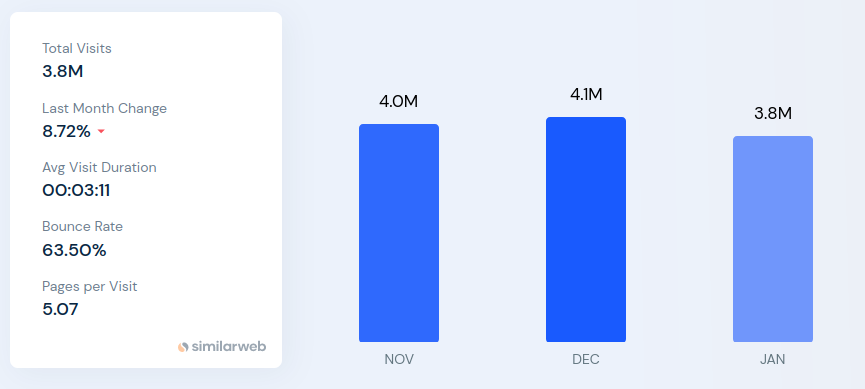 Total Visits
3.8M
Last Month Change
8.72%
Avg Visit Duration
00:03:11
Bounce Rate
63.50%
Pages per Visit
5.07
similarweb
4.0M
4.1M
3.8M
NOV
DEC
JAN